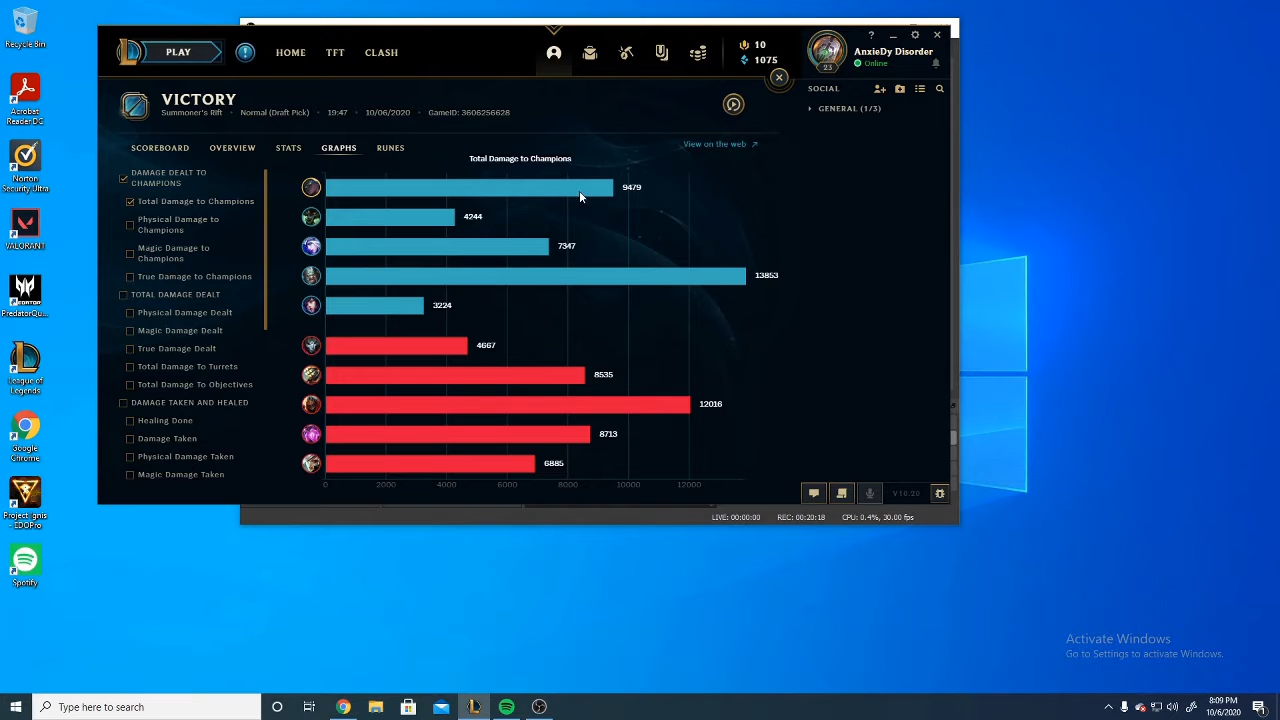 Recycle Bin
Acrobat
Reader DC
Norton
Security Ultra
VALORANT
PredatorQu...
League of
Legends
Google
Chrome
Project Ignis
- EDOPro
Spotify
PLAY
HOME
TFT
CLASH
10
1075
23
AnxieDy Disorder
Online
VICTORY
Summoner's Rift
Normal (Draft Pick)
19:47
10/06/2020
GameID: 3606256628
SOCIAL
GENERAL (1/3)
SCOREBOARD
OVERVIEW
STATS
GRAPHS
RUNES
View on the web
Total Damage to Champions
DAMAGE DEALT TO
CHAMPIONS
Total Damage to Champions
Physical Damage to
Champions
Magic Damage to
Champions
True Damage to Champions
TOTAL DAMAGE DEALT
Physical Damage Dealt
Magic Damage Dealt
True Damage Dealt
Total Damage To Turrets
Total Damage To Objectives
DAMAGE TAKEN AND HEALED
Healing Done
Damage Taken
Physical Damage Taken
Magic Damage Taken
9479
4244
7347
13853
3224
4667
8535
12016
8713
6885
0
2000
4000
6000
8000
10000
12000
V10.20
LIVE: 00:00:00
REC: 00:20:18
CPU: 0.4%, 30.00 fps
Activate Windows
Go to Settings to activate Windows.
Type here to search
8:09 PM
10/6/2020